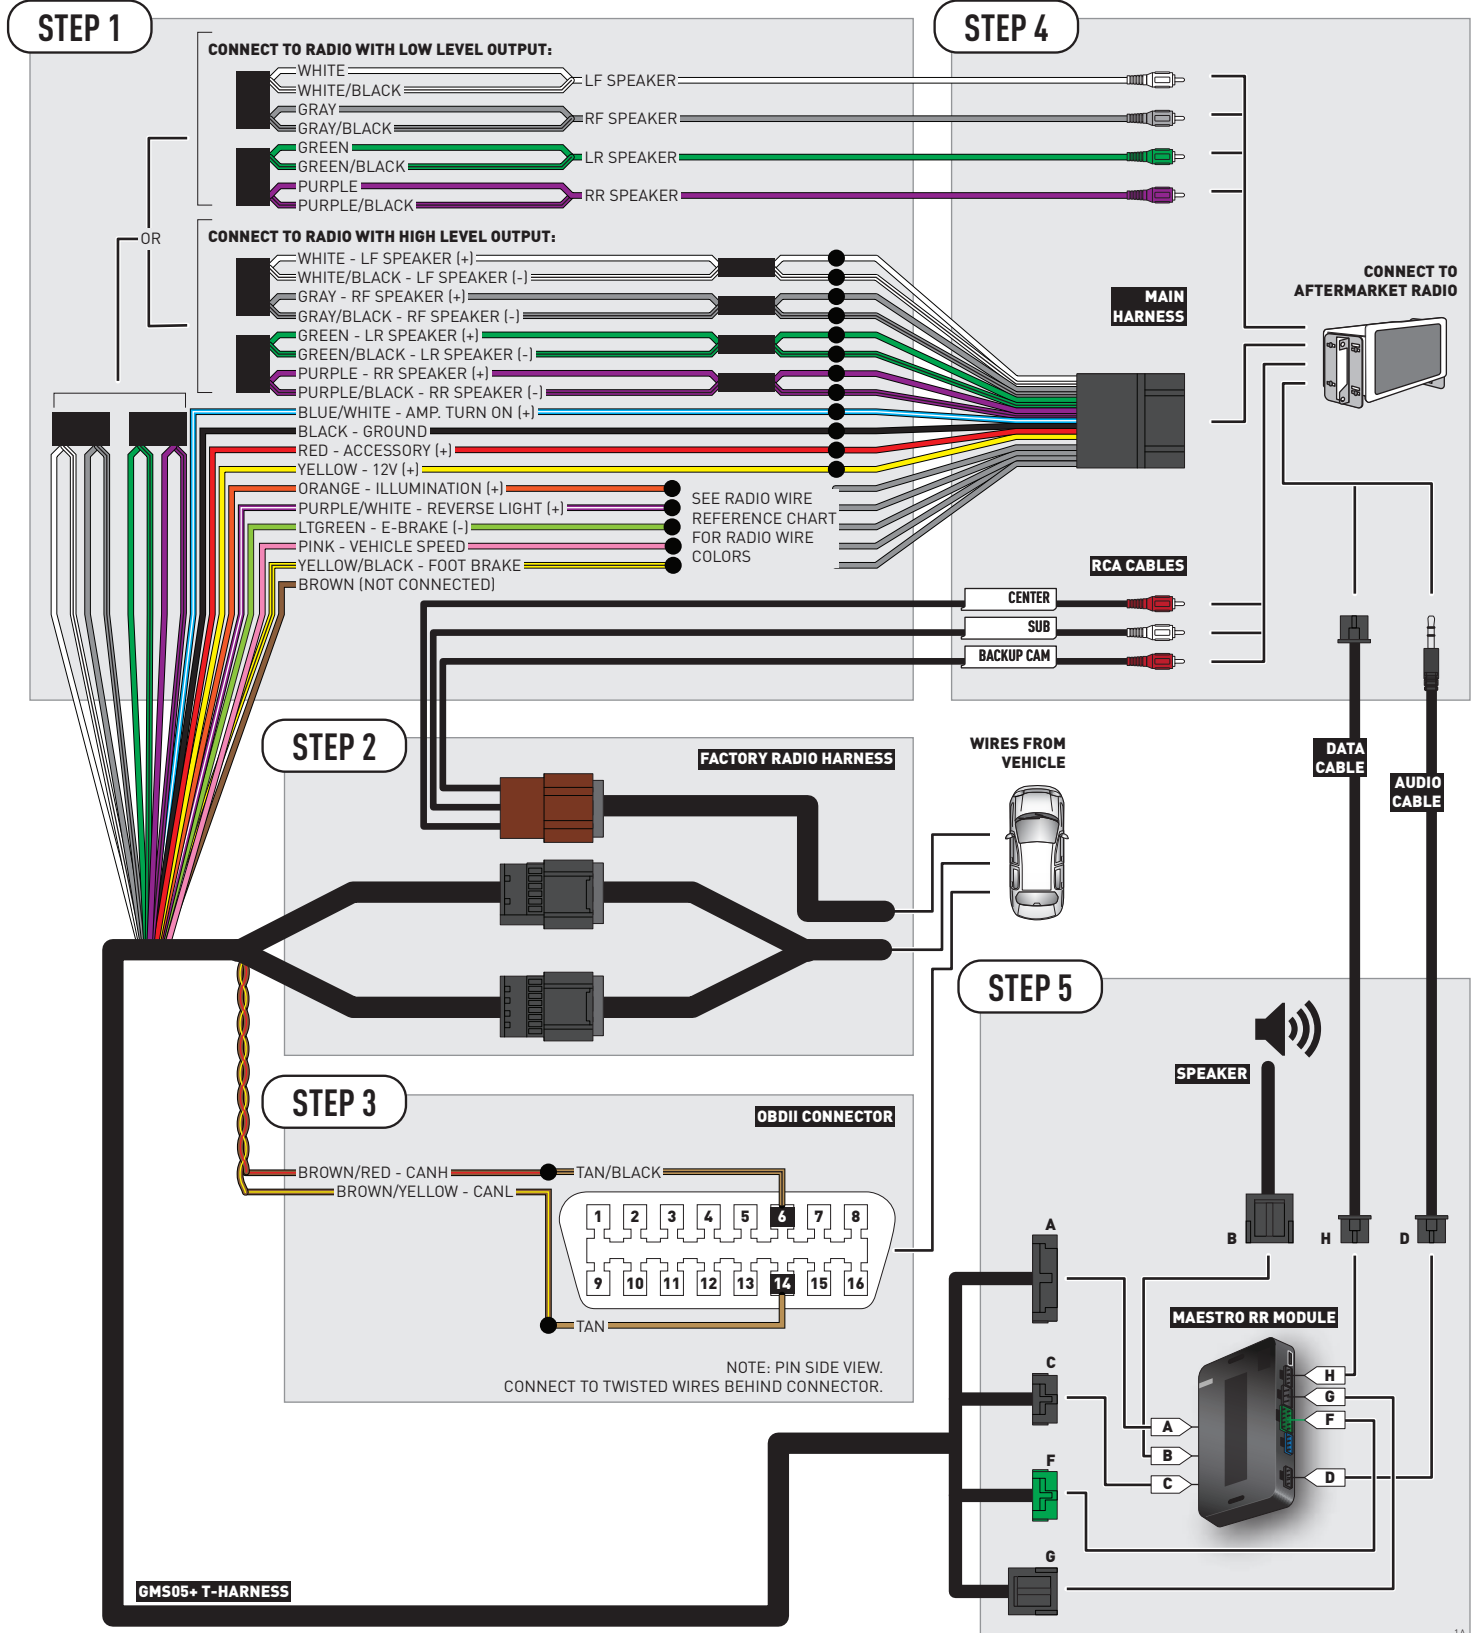 STEP 1
CONNECT TO RADIO WITH LOW LEVEL OUTPUT:
WHITE
WHITE/BLACK
LF SPEAKER
GRAY
GRAY/BLACK
RF SPEAKER
GREEN
GREEN/BLACK
LR SPEAKER
PURPLE
PURPLE/BLACK
RR SPEAKER
OR
CONNECT TO RADIO WITH HIGH LEVEL OUTPUT:
WHITE - LF SPEAKER (+)
WHITE/BLACK - LF SPEAKER (-)
GRAY - RF SPEAKER (+)
GRAY/BLACK - RF SPEAKER (-)
GREEN - LR SPEAKER (+)
GREEN/BLACK - LR SPEAKER (-)
PURPLE - RR SPEAKER (+)
PURPLE/BLACK - RR SPEAKER (-)
BLUE/WHITE - AMP. TURN ON (+)
BLACK - GROUND
RED - ACCESSORY (+)
YELLOW - 12V (+)
ORANGE - ILLUMINATION (+)
PURPLE/WHITE - REVERSE LIGHT (+)
LTGREEN - E-BRAKE (-)
PINK - VEHICLE SPEED
YELLOW/BLACK - FOOT BRAKE
BROWN (NOT CONNECTED)
SEE RADIO WIRE
REFERENCE CHART
FOR RADIO WIRE
COLORS
STEP 4
CONNECT TO
AFTERMARKET RADIO
MAIN
HARNESS
RCA CABLES
CENTER
SUB
BACKUP CAM
DATA
CABLE
AUDIO
CABLE
STEP 2
FACTORY RADIO HARNESS
WIRES FROM
VEHICLE
STEP 3
OBDII CONNECTOR
BROWN/RED - CANH
TAN/BLACK
BROWN/YELLOW - CANL
1 2 3 4 5 6 7 8
9 10 11 12 13 14 15 16
TAN
NOTE: PIN SIDE VIEW.
CONNECT TO TWISTED WIRES BEHIND CONNECTOR.
STEP 5
SPEAKER
B
H
D
A
C
F
G
MAESTRO RR MODULE
H
G
F
D
A
B
C
GMS05+ T-HARNESS
1A